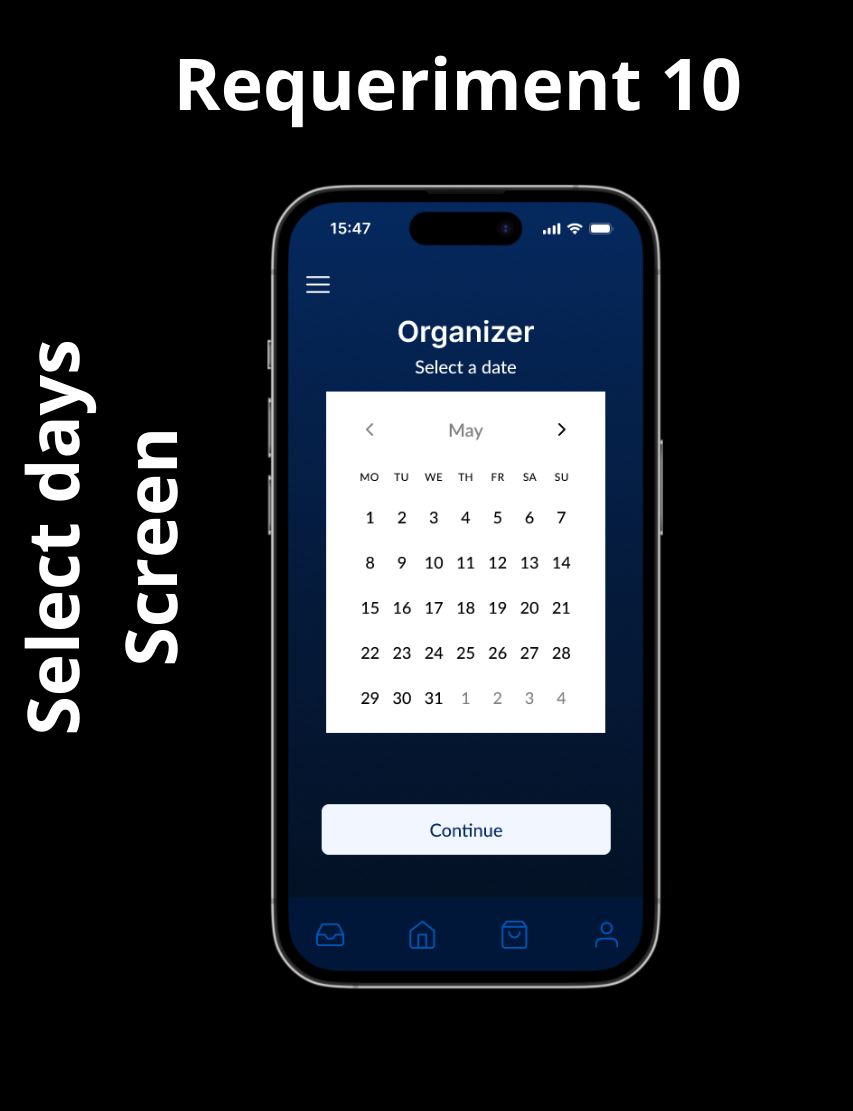 Requeriment 10
Select days
Screen
15:47
Organizer
Select a date
May
MO TU WE TH FR SA SU
1 2 3 4 5 6 7
8 9 10 11 12 13 14
15 16 17 18 19 20 21
22 23 24 25 26 27 28
29 30 31 1 2 3 4
Continue